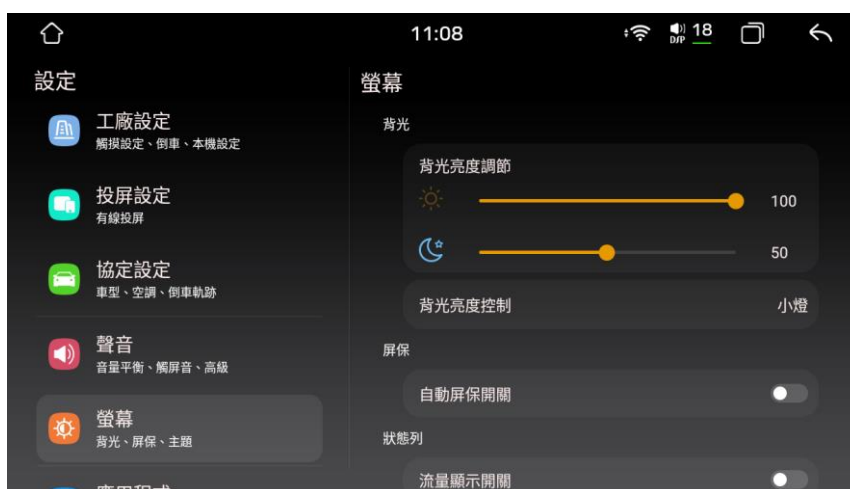 11:08
DSP 18
設定
工廠設定
觸摸設定、倒車、本機設定
投屏設定
有線投屏
協定設定
車型、空調、倒車軌跡
聲音
音量平衡、觸屏音、高級
螢幕
背光、屏保、主題
應用程式
螢幕
背光
背光亮度調節
100
50
背光亮度控制
小燈
屏保
自動屏保開關
狀態列
流量顯示開關